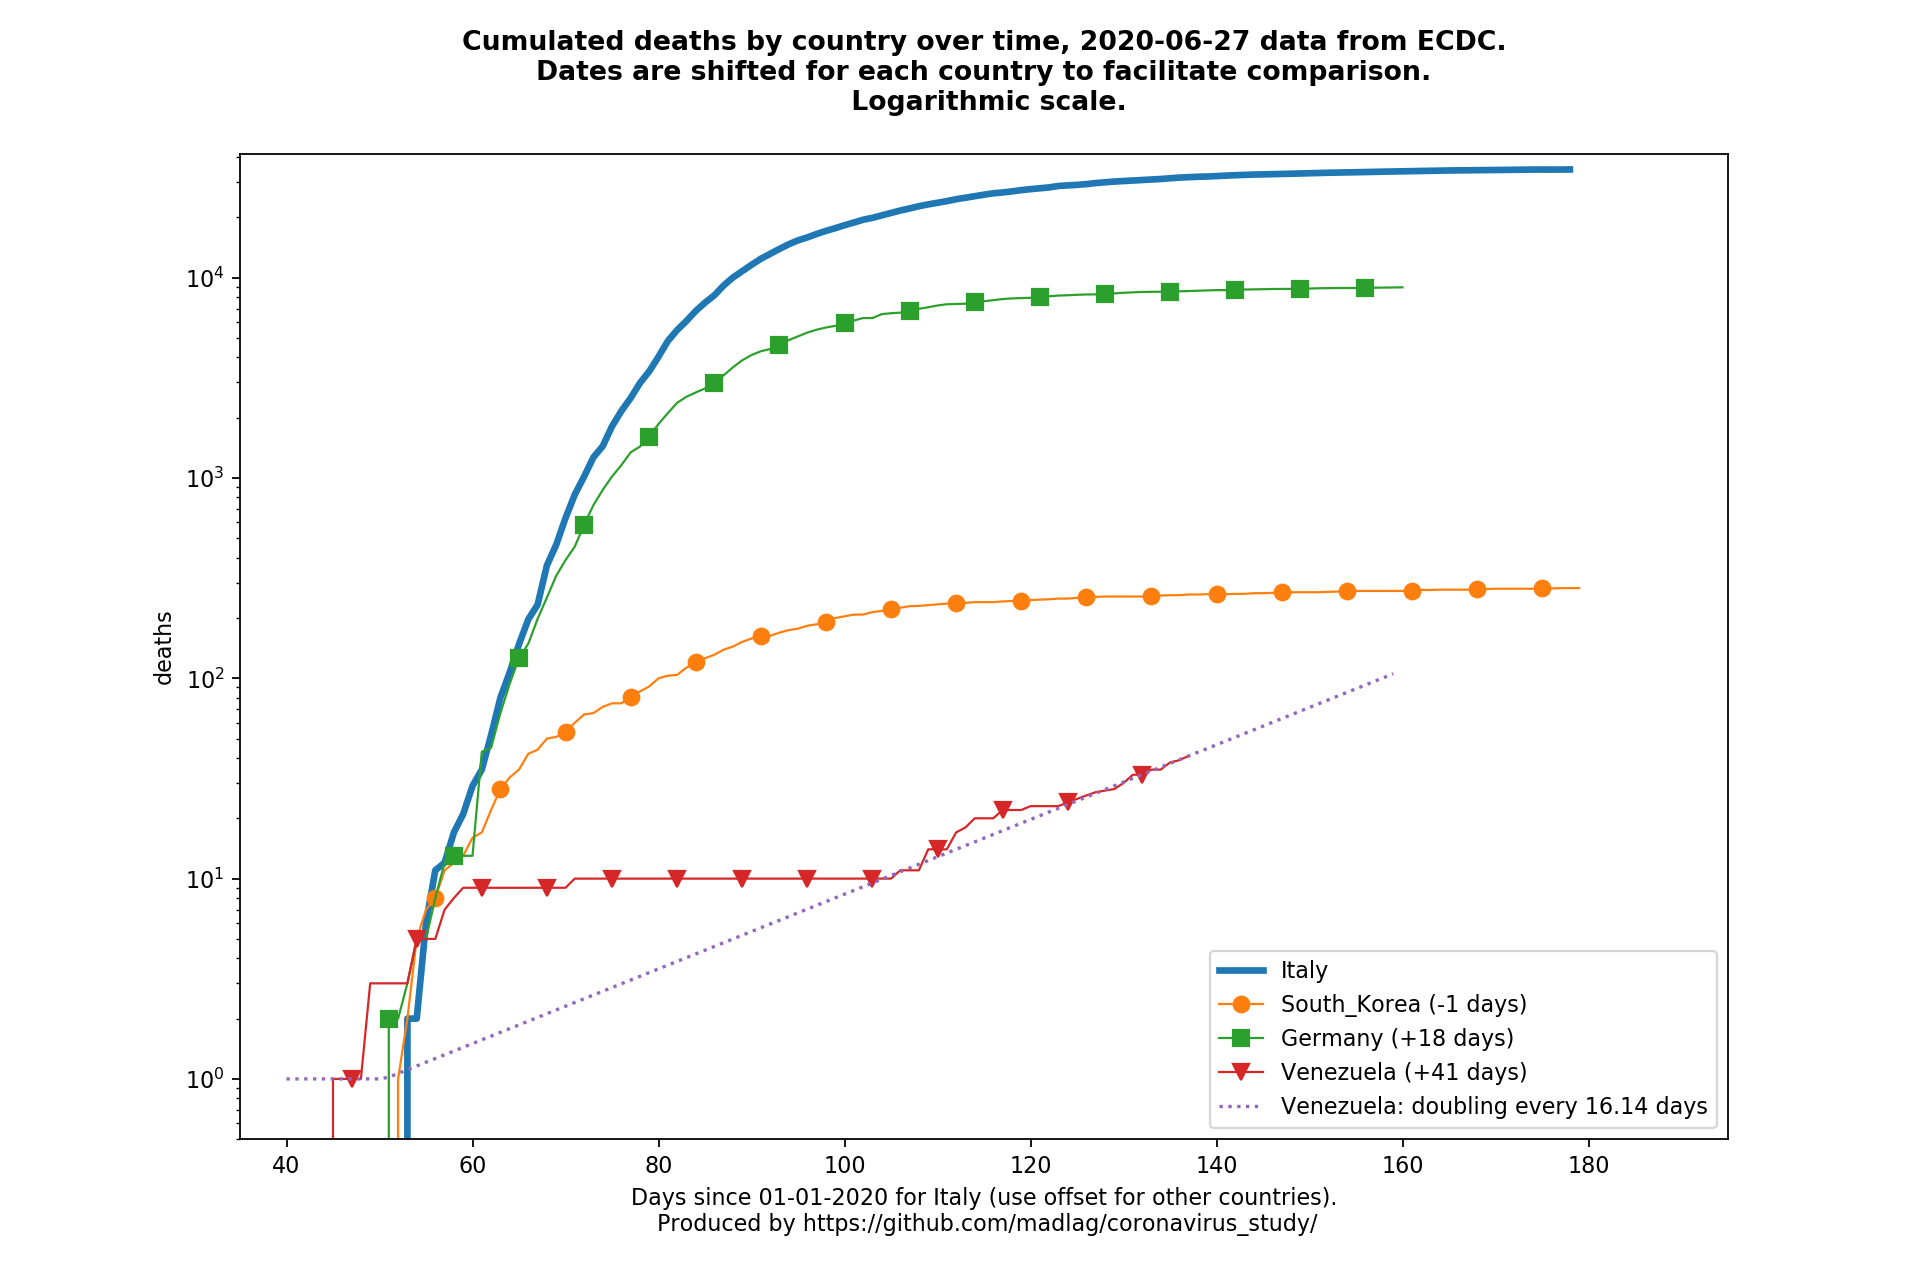 Cumulated deaths by country over time, 2020-06-27 data from ECDC.
Dates are shifted for each country to facilitate comparison.
Logarithmic scale.
deaths
10^4
10^3
10^2
10^1
10^0
Italy
South_Korea (-1 days)
Germany (+18 days)
Venezuela (+41 days)
Venezuela: doubling every 16.14 days
40 60 80 100 120 140 160 180
Days since 01-01-2020 for Italy (use offset for other countries).
Produced by https://github.com/madlag/coronavirus_study/